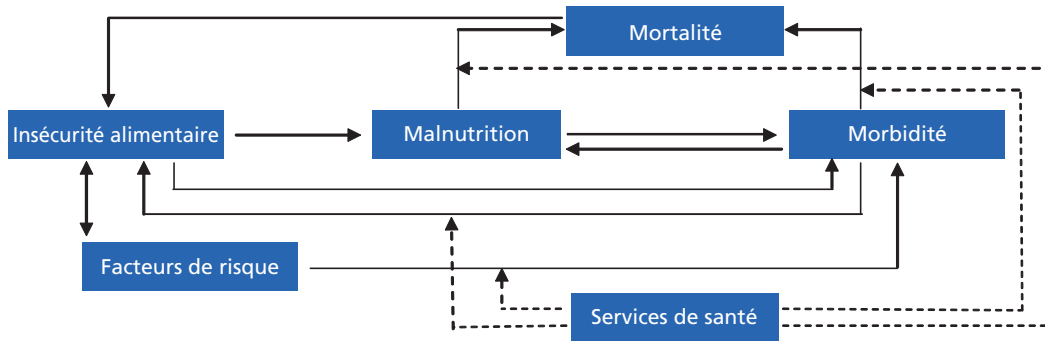 Mortalité
Insécurité alimentaire
Malnutrition
Morbidité
Facteurs de risque
Services de santé